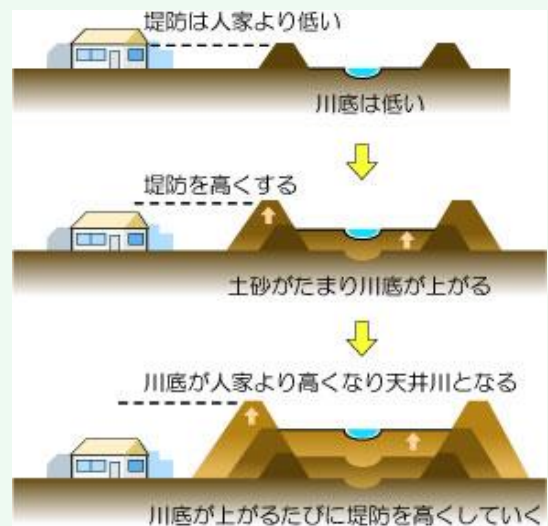 堤防は人家より低い
川底は低い
堤防を高くする
土砂がたまり川底が上がる
川底が人家より高くなり天井川となる
川底が上がるたびに堤防を高くしていく